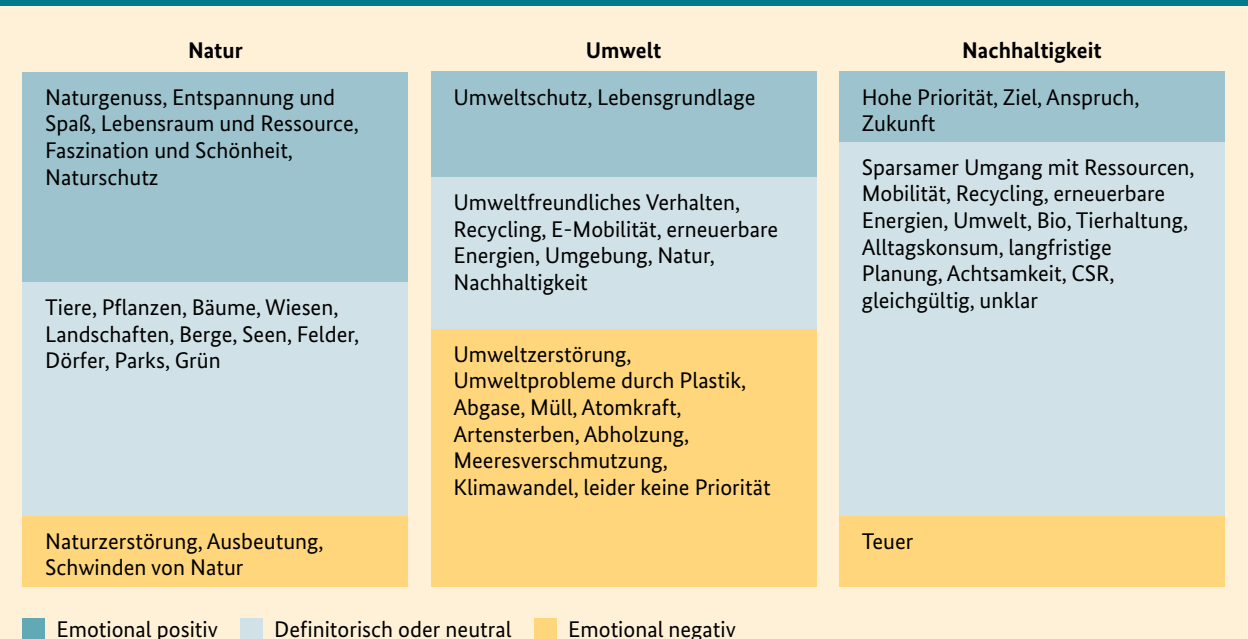 Natur
Naturgenuss, Entspannung und
Spaß, Lebensraum und Ressource,
Faszination und Schönheit,
Naturschutz
Tiere, Pflanzen, Bäume, Wiesen,
Landschaften, Berge, Seen, Felder,
Dörfer, Parks, Grün
Naturzerstörung, Ausbeutung,
Schwinden von Natur
Umwelt
Umweltschutz, Lebensgrundlage
Umweltfreundliches Verhalten,
Recycling, E-Mobilität, erneuerbare
Energien, Umgebung, Natur,
Nachhaltigkeit
Umweltzerstörung,
Umweltprobleme durch Plastik,
Abgase, Müll, Atomkraft,
Artensterben, Abholzung,
Meeresverschmutzung,
Klimawandel, leider keine Priorität
Nachhaltigkeit
Hohe Priorität, Ziel, Anspruch,
Zukunft
Sparsamer Umgang mit Ressourcen,
Mobilität, Recycling, erneuerbare
Energien, Umwelt, Bio, Tierhaltung,
Alltagskonsum, langfristige
Planung, Achtsamkeit, CSR,
gleichgültig, unklar
Teuer
Emotional positiv
Definitorisch oder neutral
Emotional negativ